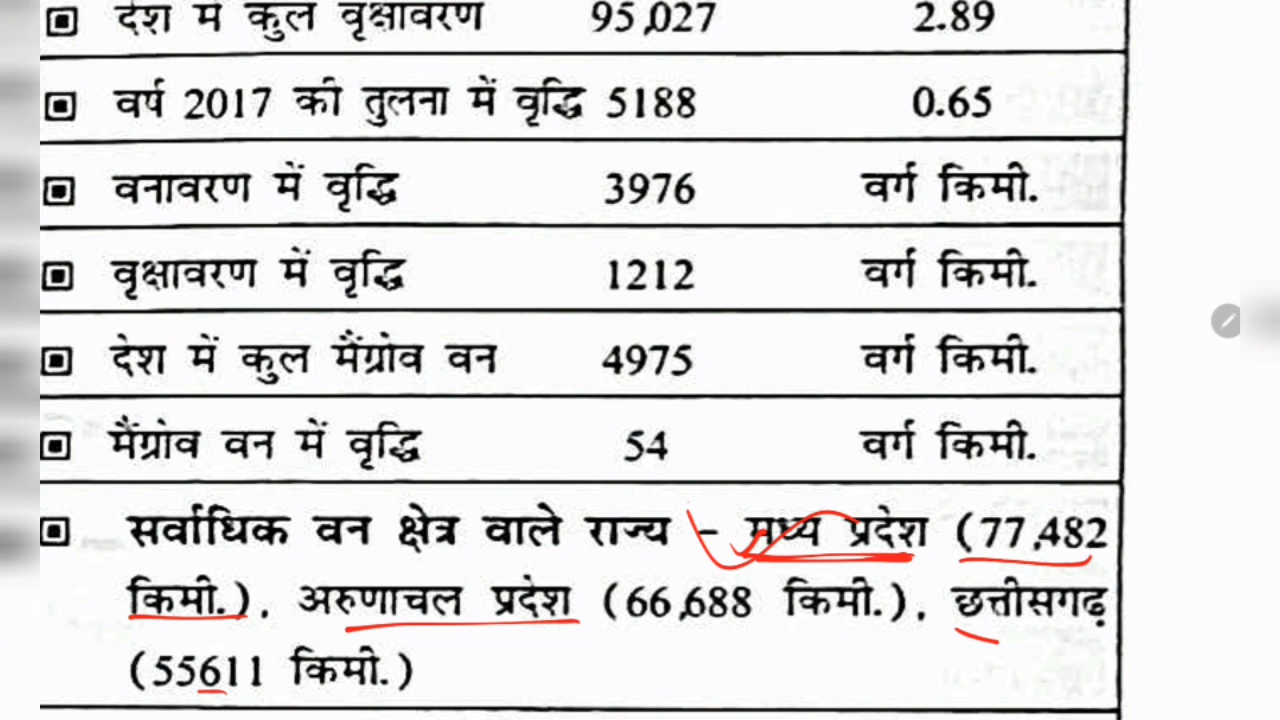 देश में कुल वृक्षावरण 95,027 2.89
वर्ष 2017 की तुलना में वृद्धि 5188 0.65
वनावरण में वृद्धि 3976 वर्ग किमी.
वृक्षावरण में वृद्धि 1212 वर्ग किमी.
देश में कुल मैंग्रोव वन 4975 वर्ग किमी.
मैंग्रोव वन में वृद्धि 54 वर्ग किमी.
सर्वाधिक वन क्षेत्र वाले राज्य - मध्य प्रदेश (77,482
किमी.), अरुणाचल प्रदेश (66,688 किमी.), छत्तीसगढ़
(55611 किमी.)